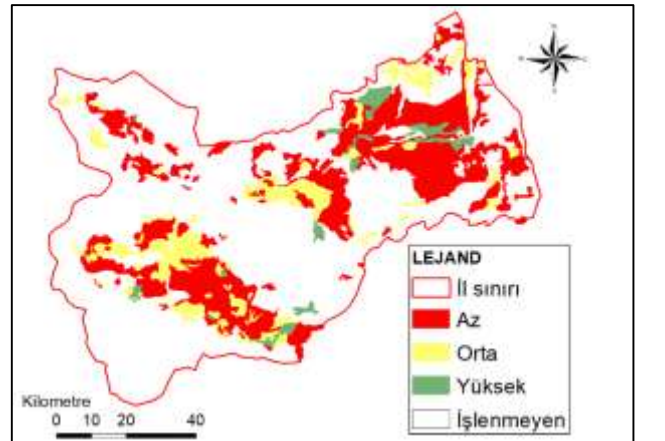 LEJAND
İl sınırı
Az
Orta
Yüksek
İşlenmeyen
Kilometre
0 10 20 40